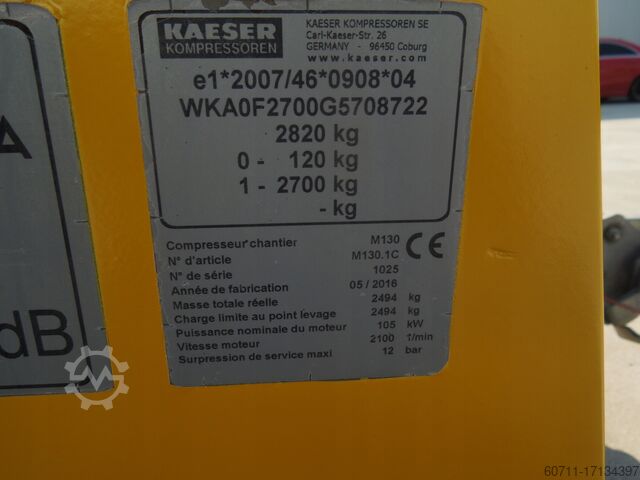 KAESER
KOMPRESSOREN
KAESER KOMPRESSOREN SE
Carl-Kaeser-Str. 26
GERMANY - 96450 Coburg
www.kaeser.com
e1*2007/46*0908*04
WKA0F2700G5708722
2820 kg
0 - 120 kg
1 - 2700 kg
- kg
Compresseur chantier M130
N° d'article M130.1C
N° de série 1025
Année de fabrication 05 / 2016
Masse totale réelle 2494 kg
Charge limite au point levage 2494 kg
Puissance nominale du moteur 105 kW
Vitesse moteur 2100 1/min
Surpression de service maxi 12 bar
CE
A
dB
60711-17134397